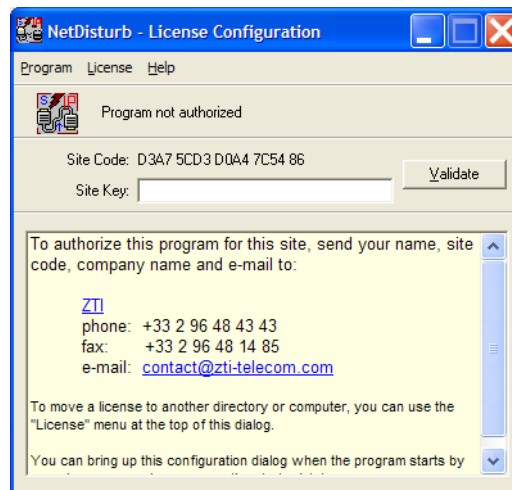 NetDisturb - License Configuration
Program License Help
Program not authorized
Site Code: D3A7 5CD3 D0A4 7C54 86
Site Key:
Validate
To authorize this program for this site, send your name, site
code, company name and e-mail to:
ZTI
phone: +33 2 96 48 43 43
fax: +33 2 96 48 14 85
e-mail: contact@zti-telecom.com
To move a license to another directory or computer, you can use the
"License" menu at the top of this dialog.
You can bring up this configuration dialog when the program starts by